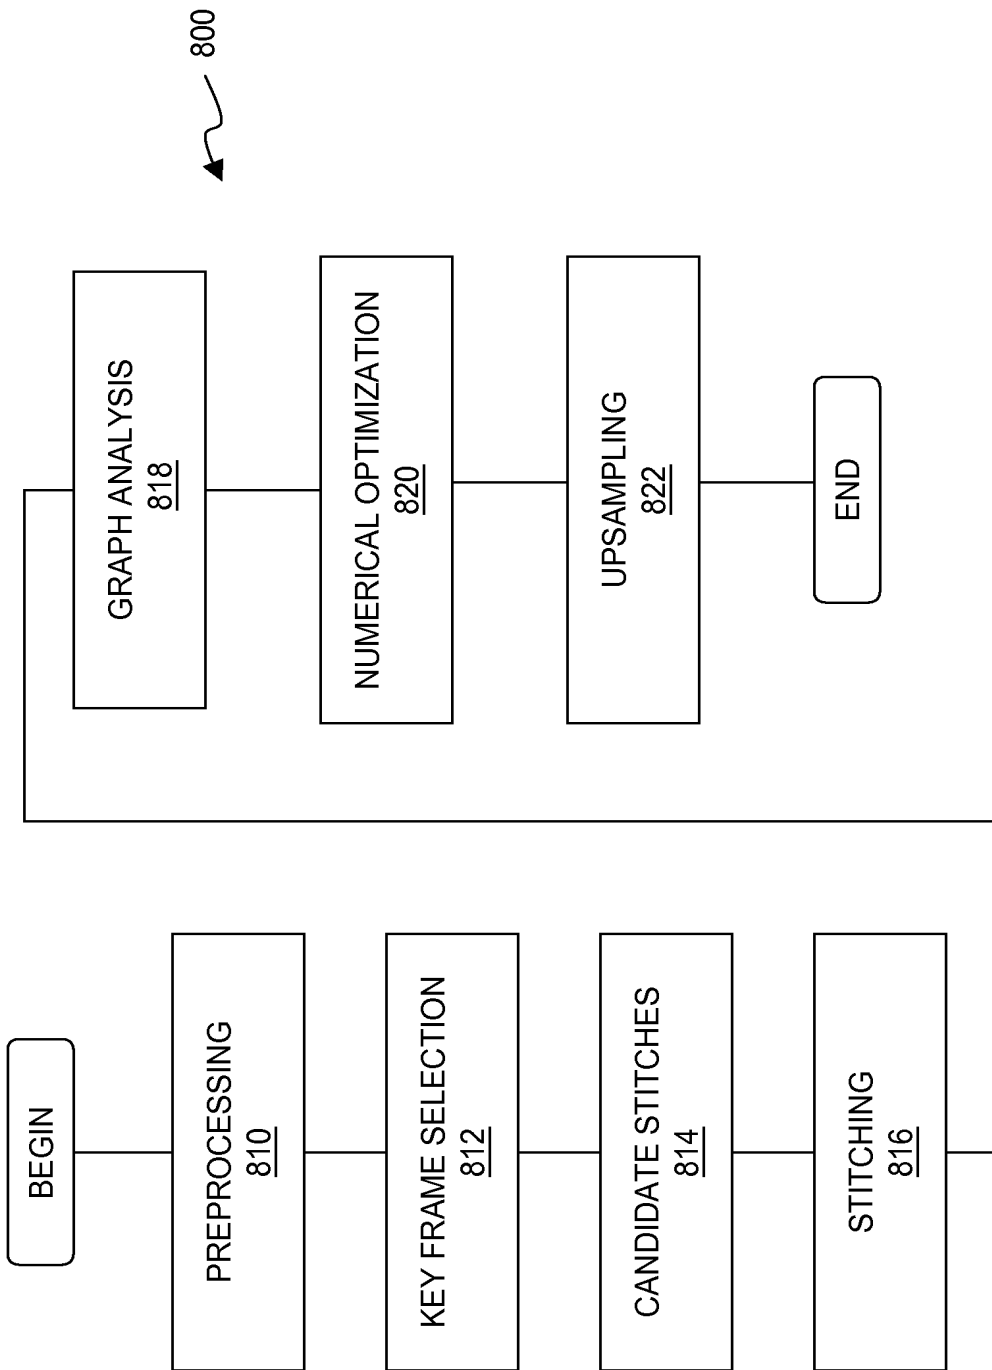 800
BEGIN
PREPROCESSING
810
KEY FRAME SELECTION
812
CANDIDATE STITCHES
814
STITCHING
816
GRAPH ANALYSIS
818
NUMERICAL OPTIMIZATION
820
UPSAMPLING
822
END